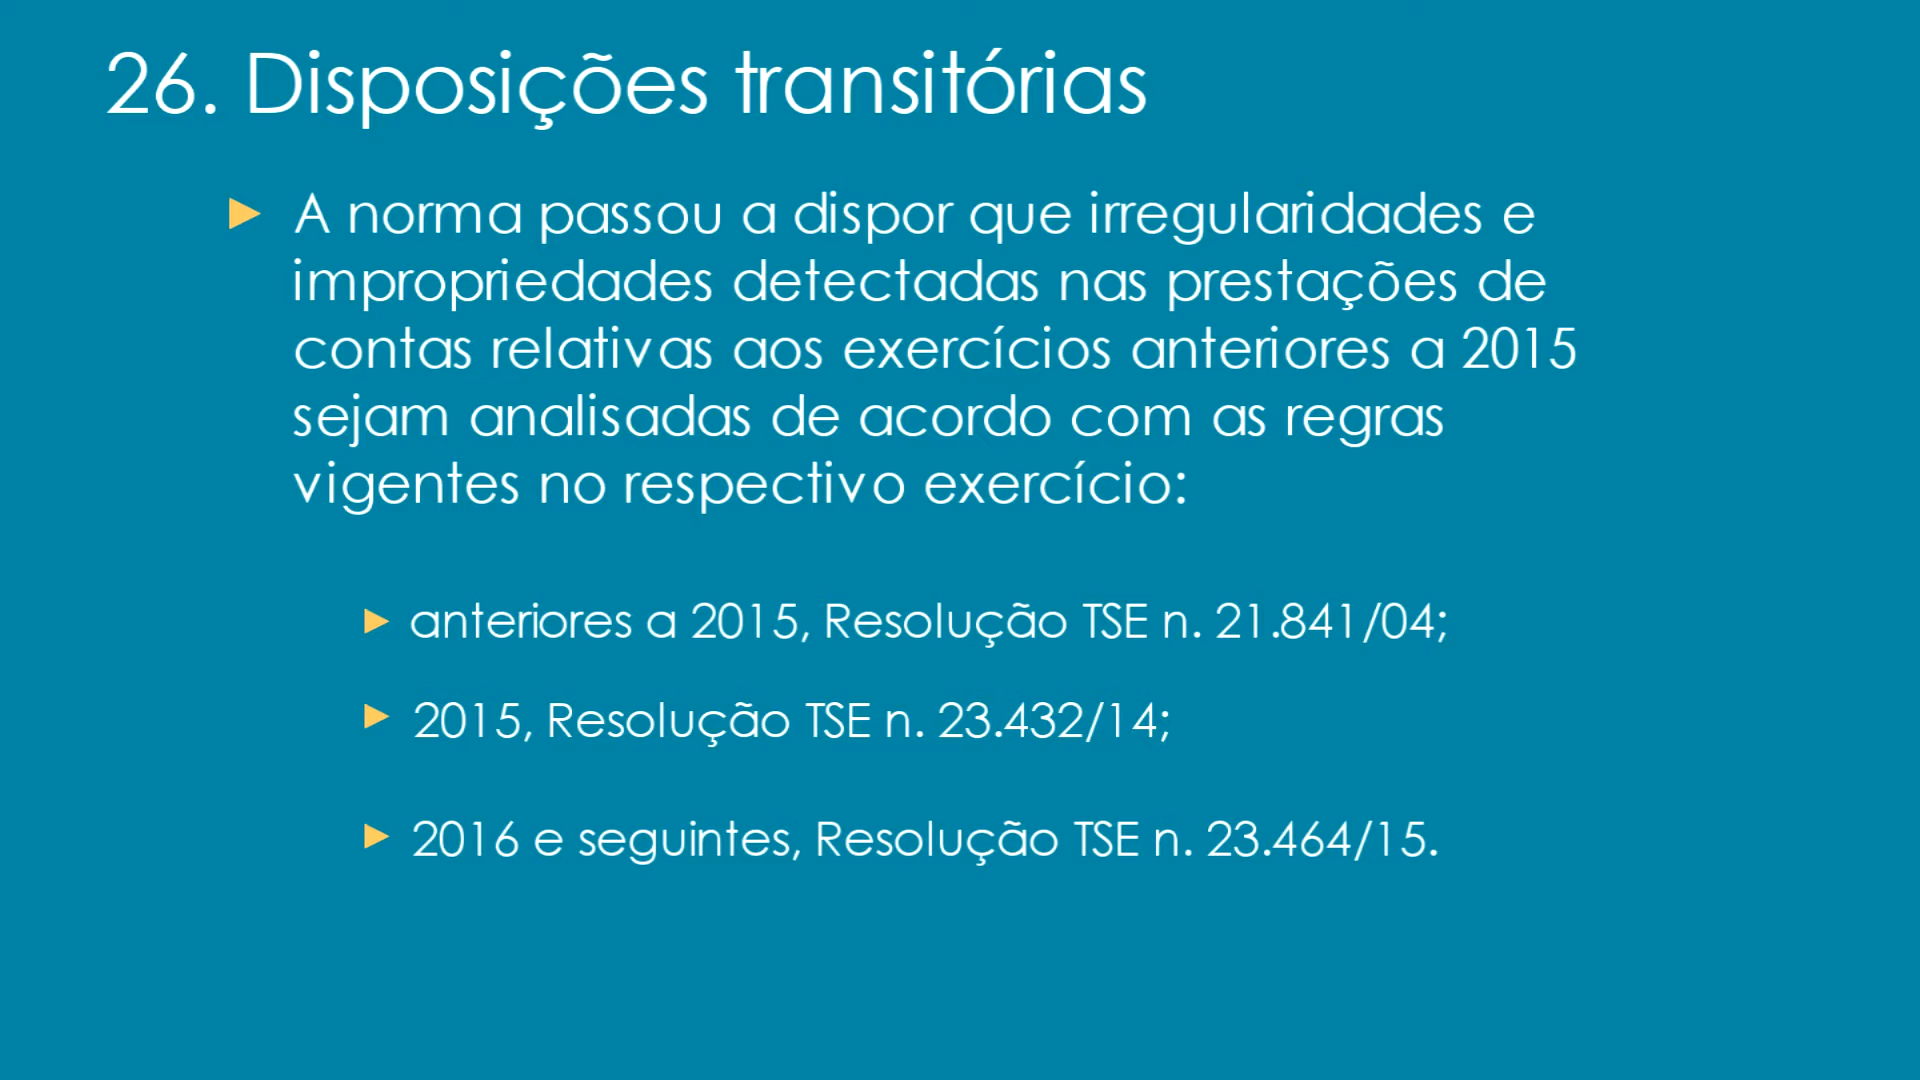 26. Disposições transitórias
A norma passou a dispor que irregularidades e
impropriedades detectadas nas prestações de
contas relativas aos exercícios anteriores a 2015
sejam analisadas de acordo com as regras
vigentes no respectivo exercício:
anteriores a 2015, Resolução TSE n. 21.841/04;
2015, Resolução TSE n. 23.432/14;
2016 e seguintes, Resolução TSE n. 23.464/15.